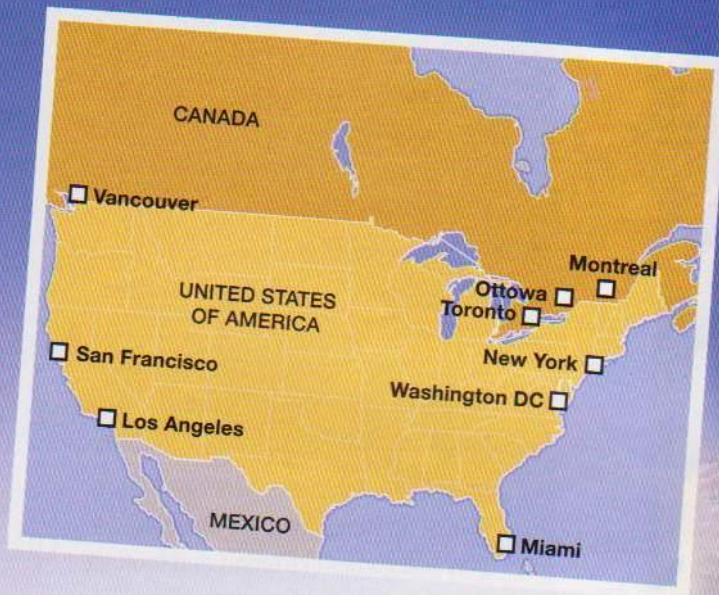 CANADA
Vancouver
Montreal
Ottowa
Toronto
UNITED STATES
OF AMERICA
New York
San Francisco
Washington DC
Los Angeles
MEXICO
Miami